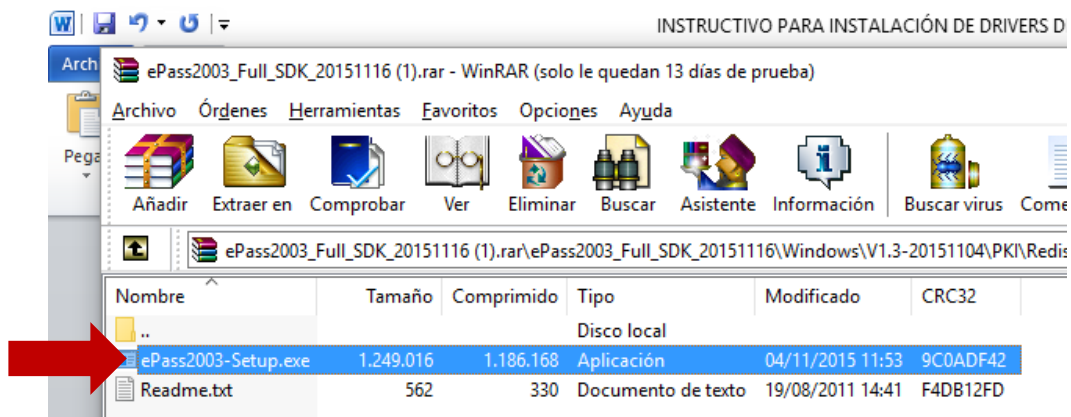 INSTRUCTIVO PARA INSTALACIÓN DE DRIVERS D
Arch
ePass2003_Full_SDK_20151116 (1).rar - WinRAR (solo le quedan 13 días de prueba)
Archivo Órdenes Herramientas Favoritos Opciones Ayuda
Pega
Añadir Extraer en Comprobar Ver Eliminar Buscar Asistente Información Buscar virus Come
ePass2003_Full_SDK_20151116 (1).rar\ePass2003_Full_SDK_20151116\Windows\V1.3-20151104\PKI\Redis
Nombre Tamaño Comprimido Tipo Modificado CRC32
.. Disco local
ePass2003-Setup.exe 1.249.016 1.186.168 Aplicación 04/11/2015 11:53 9C0ADF42
Readme.txt 562 330 Documento de texto 19/08/2011 14:41 F4DB12FD